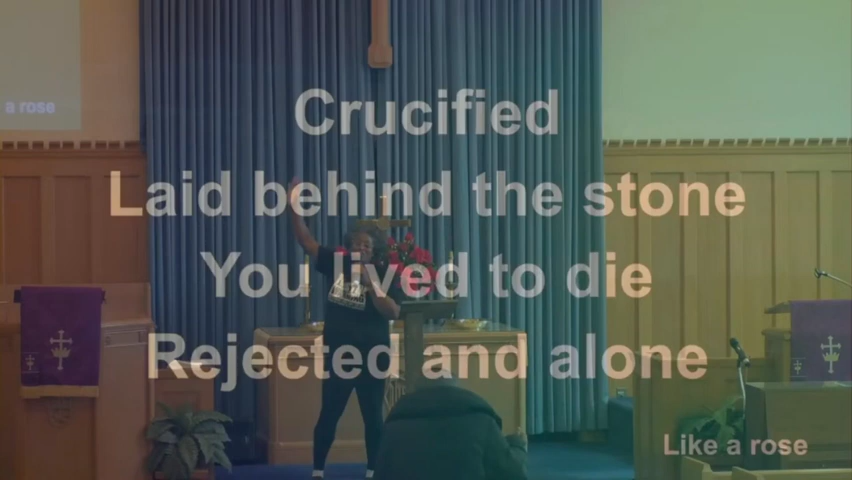 a rose
Crucified
Laid behind the stone
You lived to die
Rejected and alone
Like a rose